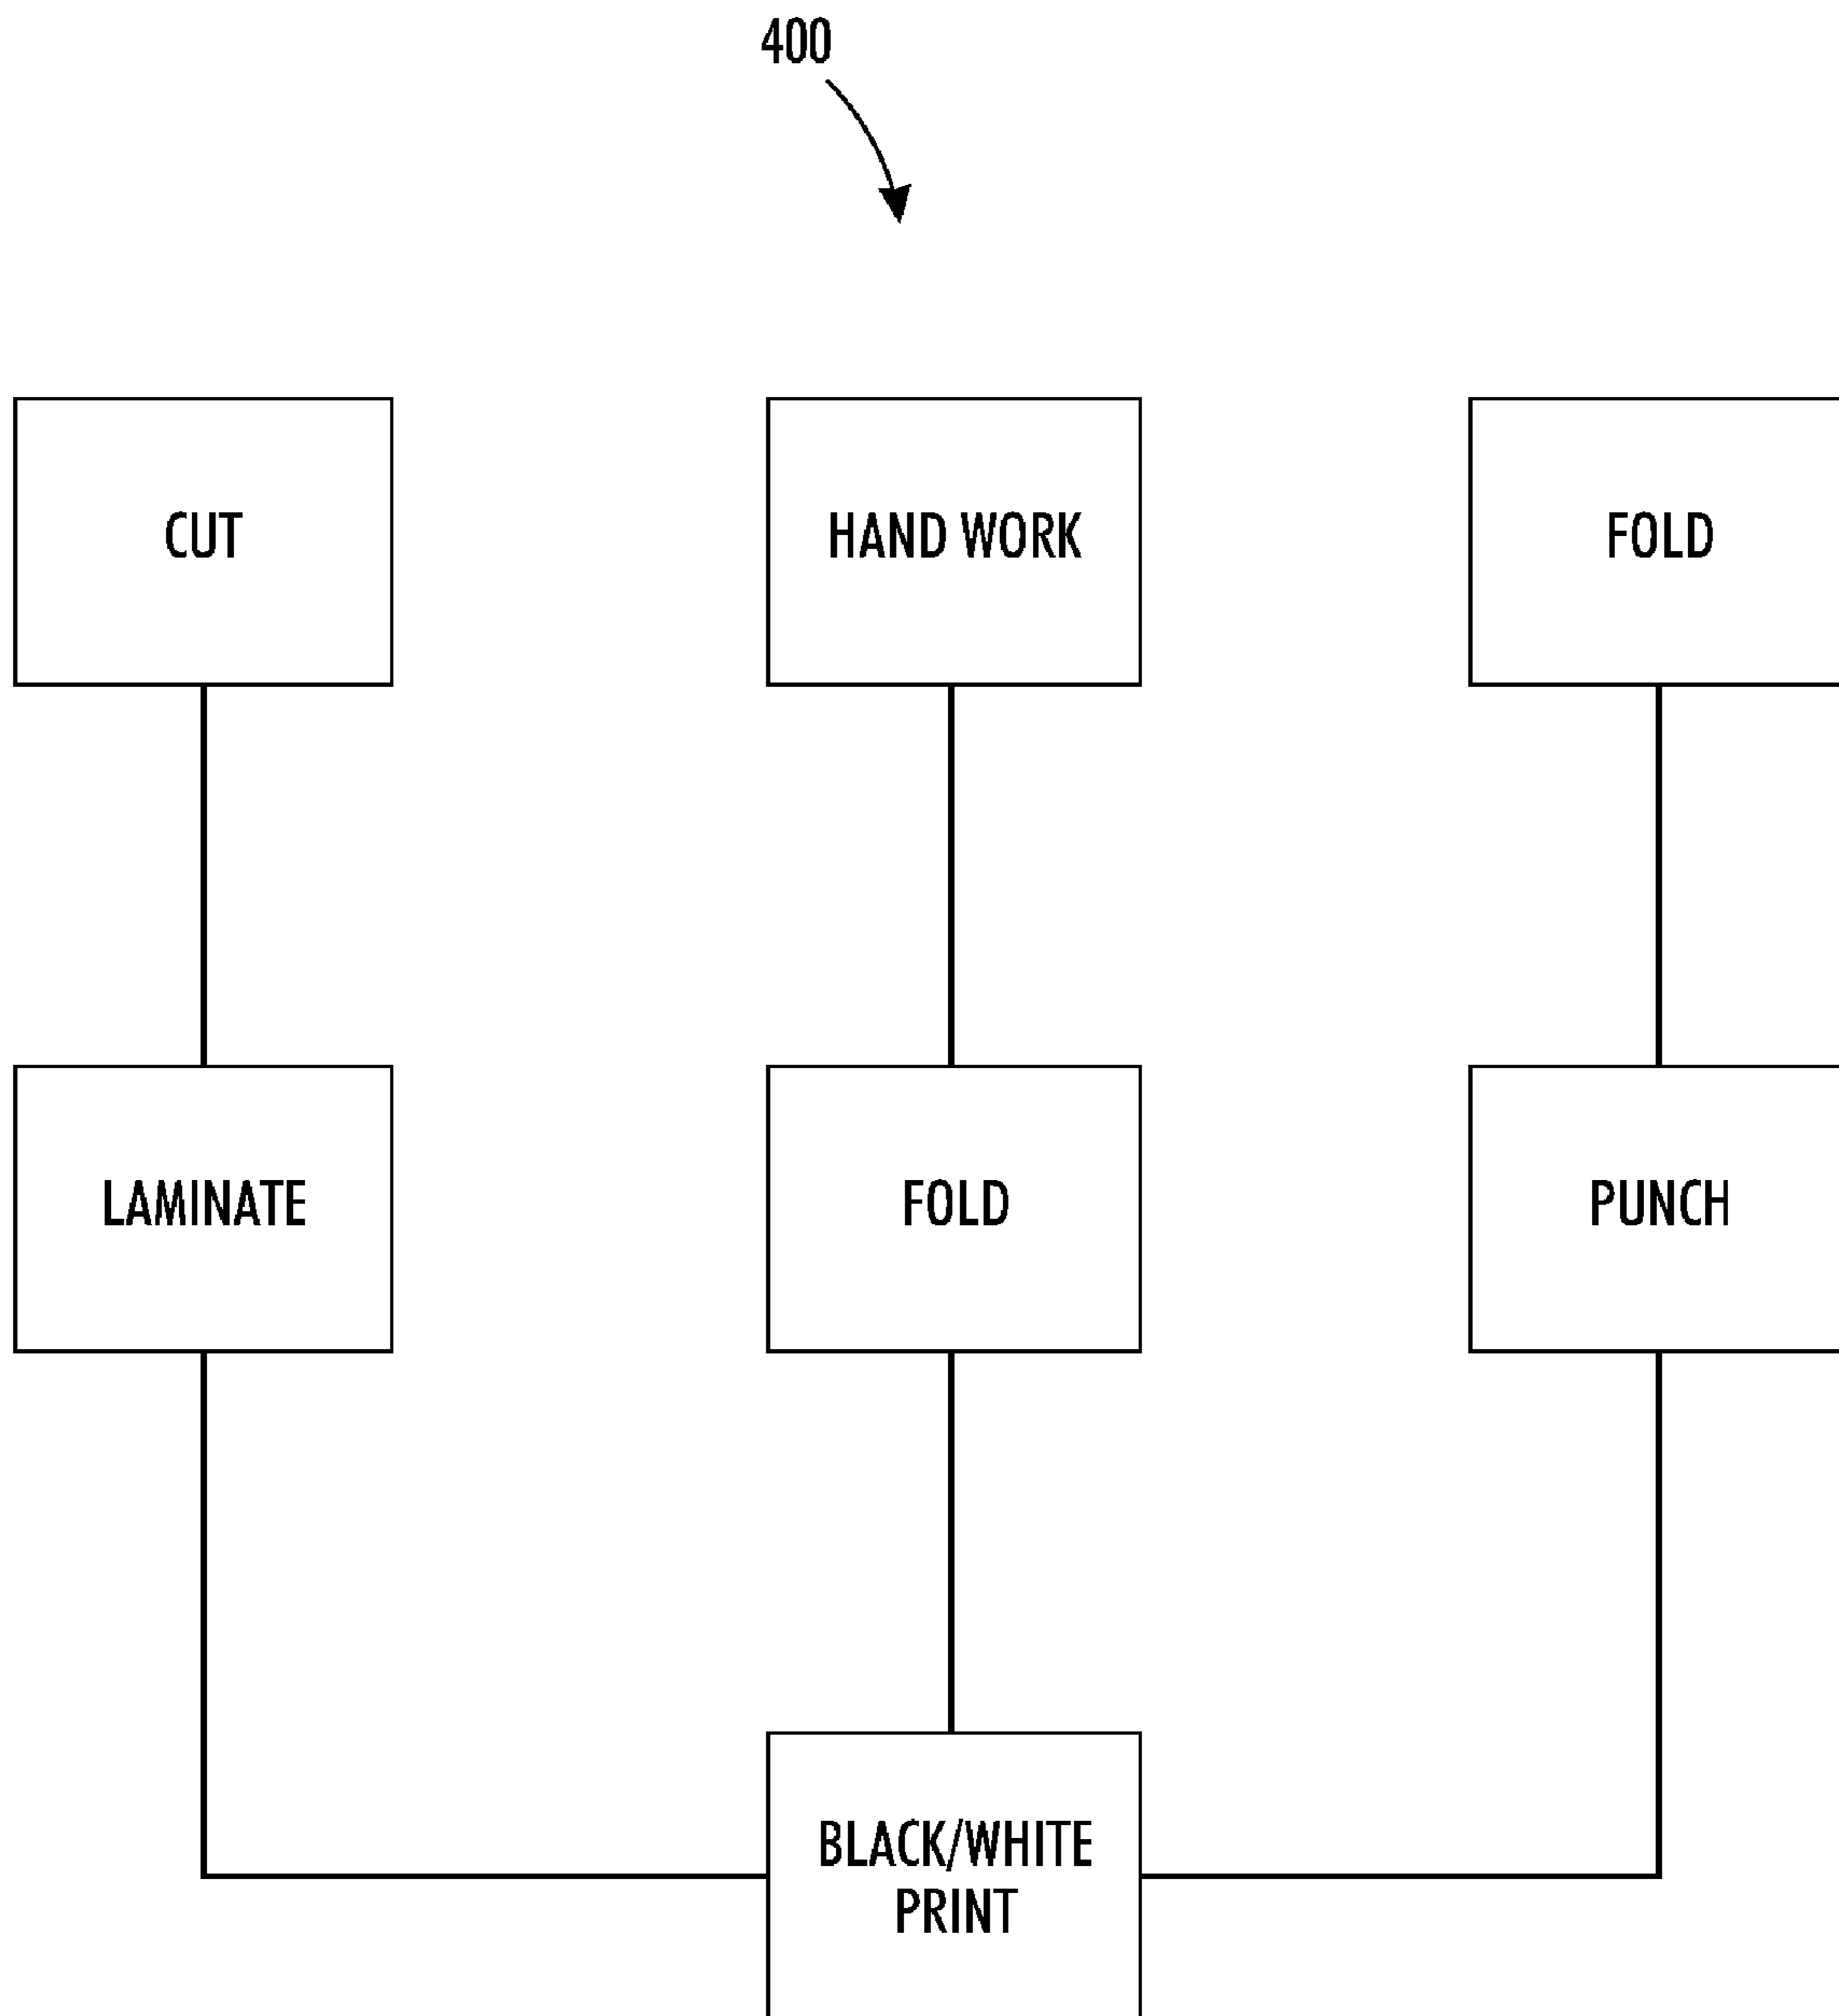 400
CUT
HAND WORK
FOLD
LAMINATE
FOLD
PUNCH
BLACK/WHITE
PRINT